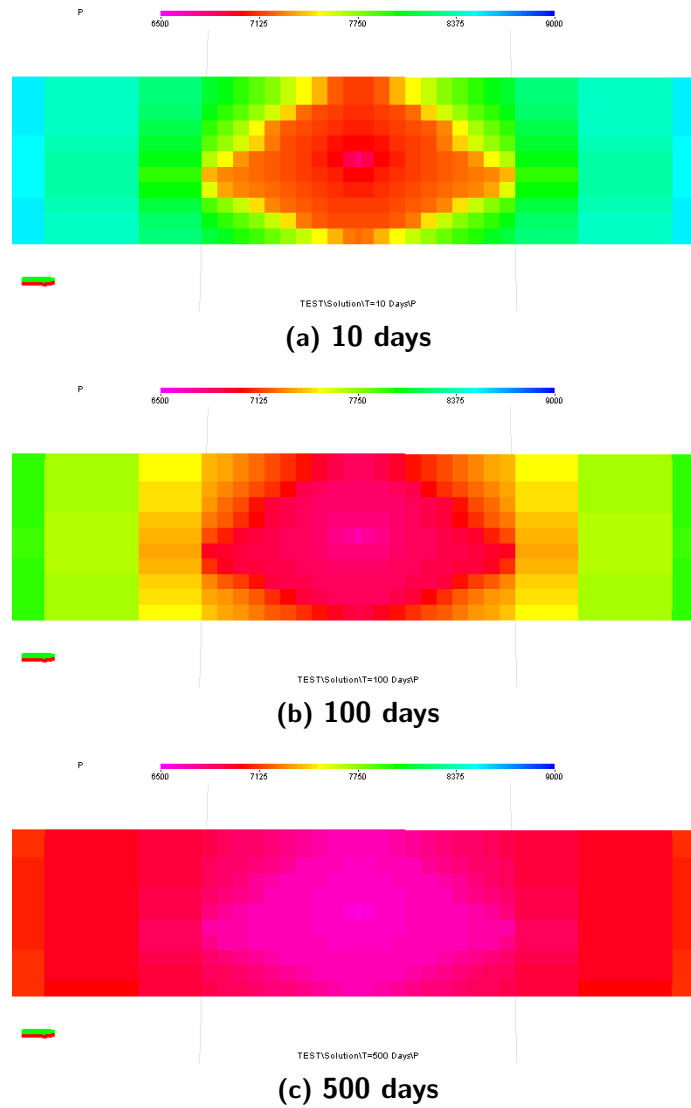 P
6500 7125 7750 8375 9000
TEST\Solution\T=10 Days\P
(a) 10 days
P
6500 7125 7750 8375 9000
TEST\Solution\T=100 Days\P
(b) 100 days
P
6500 7125 7750 8375 9000
TEST\Solution\T=500 Days\P
(c) 500 days